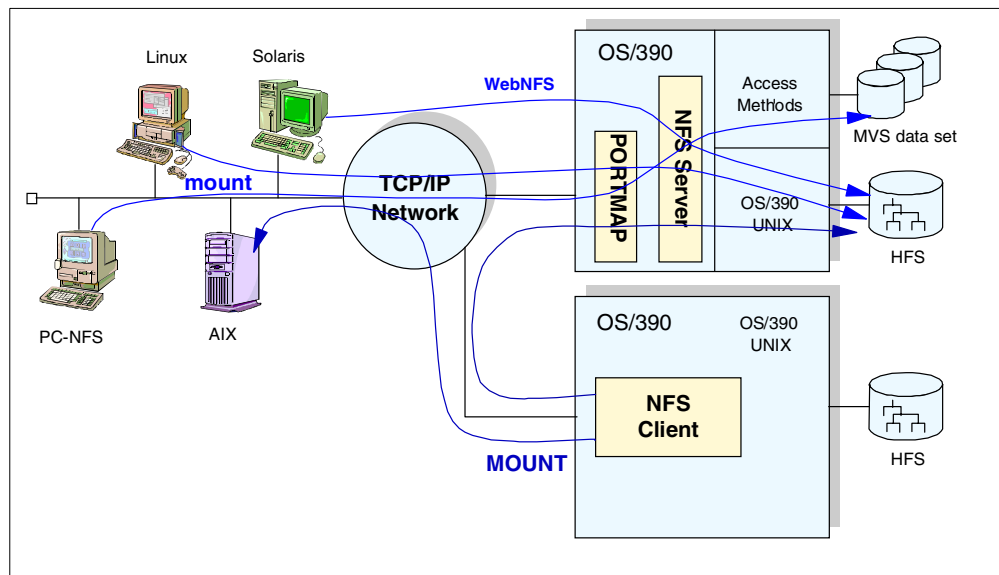 Linux
Solaris
PC-NFS
AIX
mount
TCP/IP
Network
WebNFS
OS/390
PORTMAP
NFS Server
Access
Methods
OS/390
UNIX
MVS data set
HFS
OS/390
OS/390
UNIX
NFS
Client
MOUNT
HFS